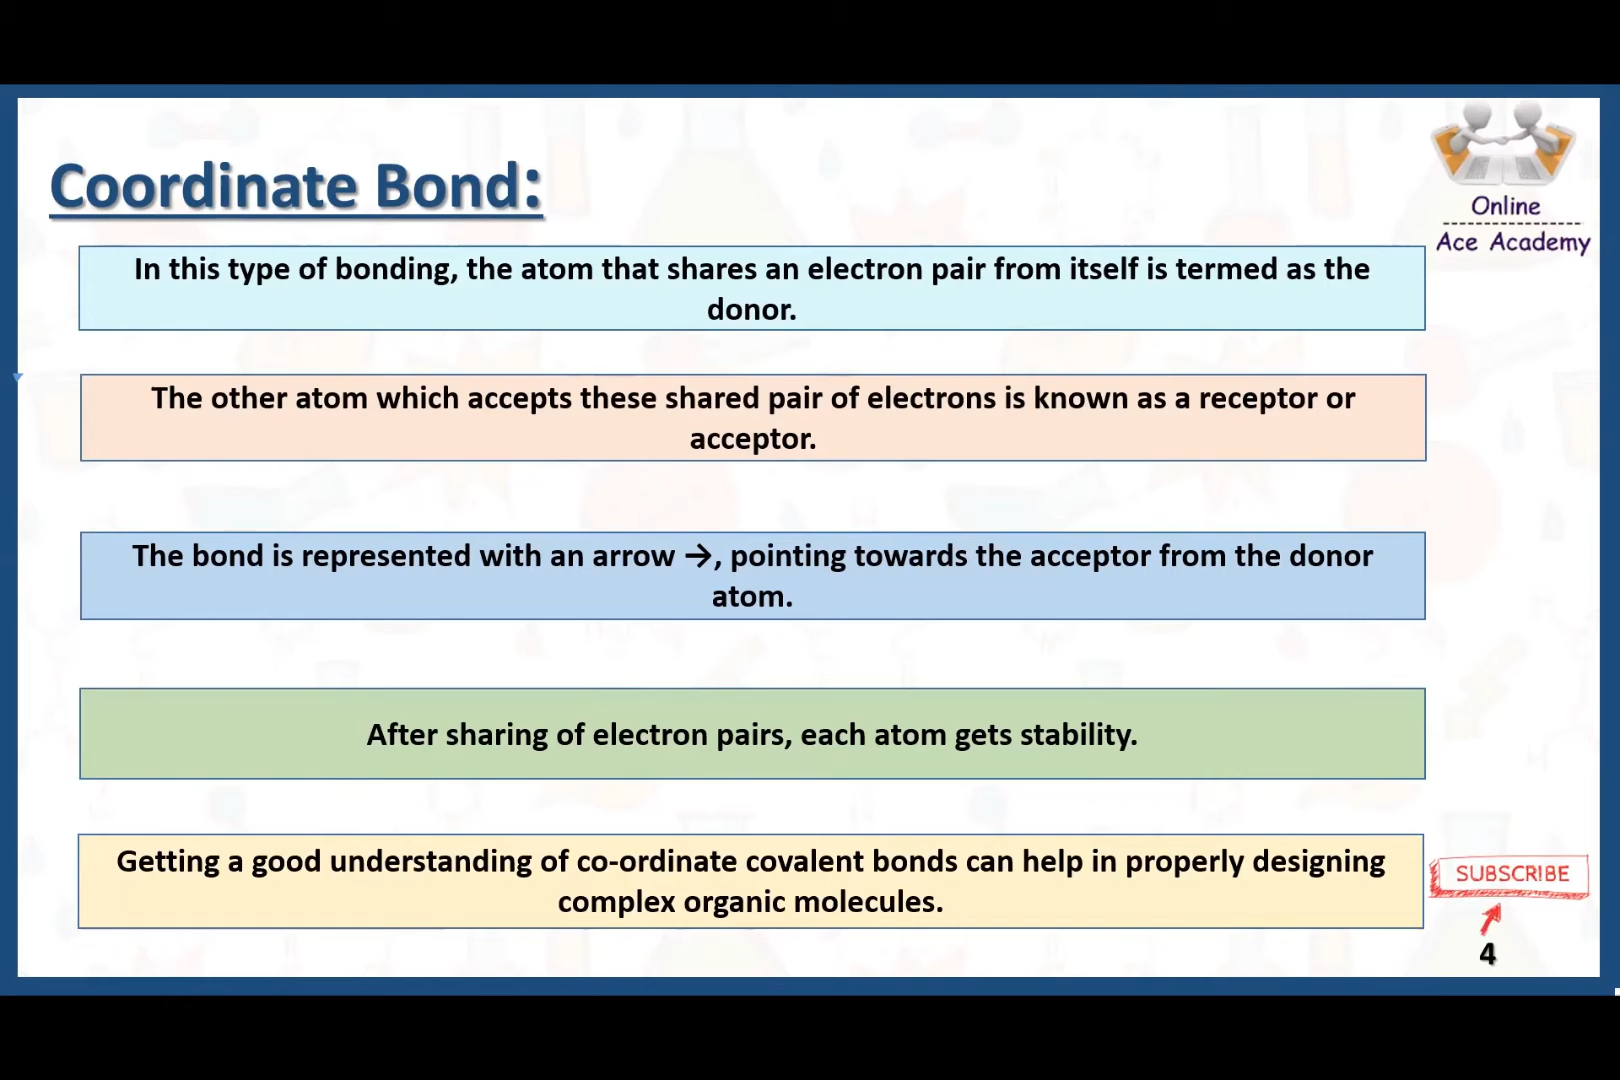 Coordinate Bond:
Online
Ace Academy
In this type of bonding, the atom that shares an electron pair from itself is termed as the
donor.
The other atom which accepts these shared pair of electrons is known as a receptor or
acceptor.
The bond is represented with an arrow →, pointing towards the acceptor from the donor
atom.
After sharing of electron pairs, each atom gets stability.
Getting a good understanding of co-ordinate covalent bonds can help in properly designing
complex organic molecules.
SUBSCRIBE
4